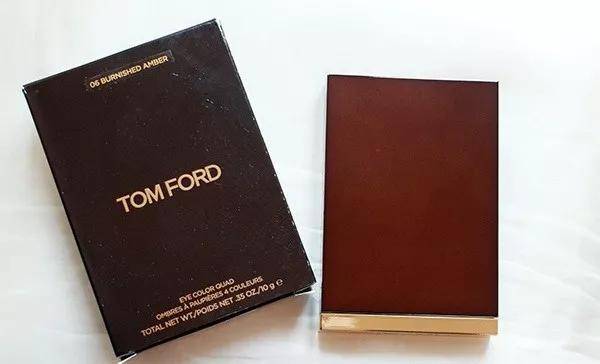 06 BURNISHED AMBER
TOM FORD
EYE COLOR QUAD
OMBRES À PAUPIÈRES 4 COULEURS
TOTAL NET WT./POIDS NET .35 OZ./10 g ℮